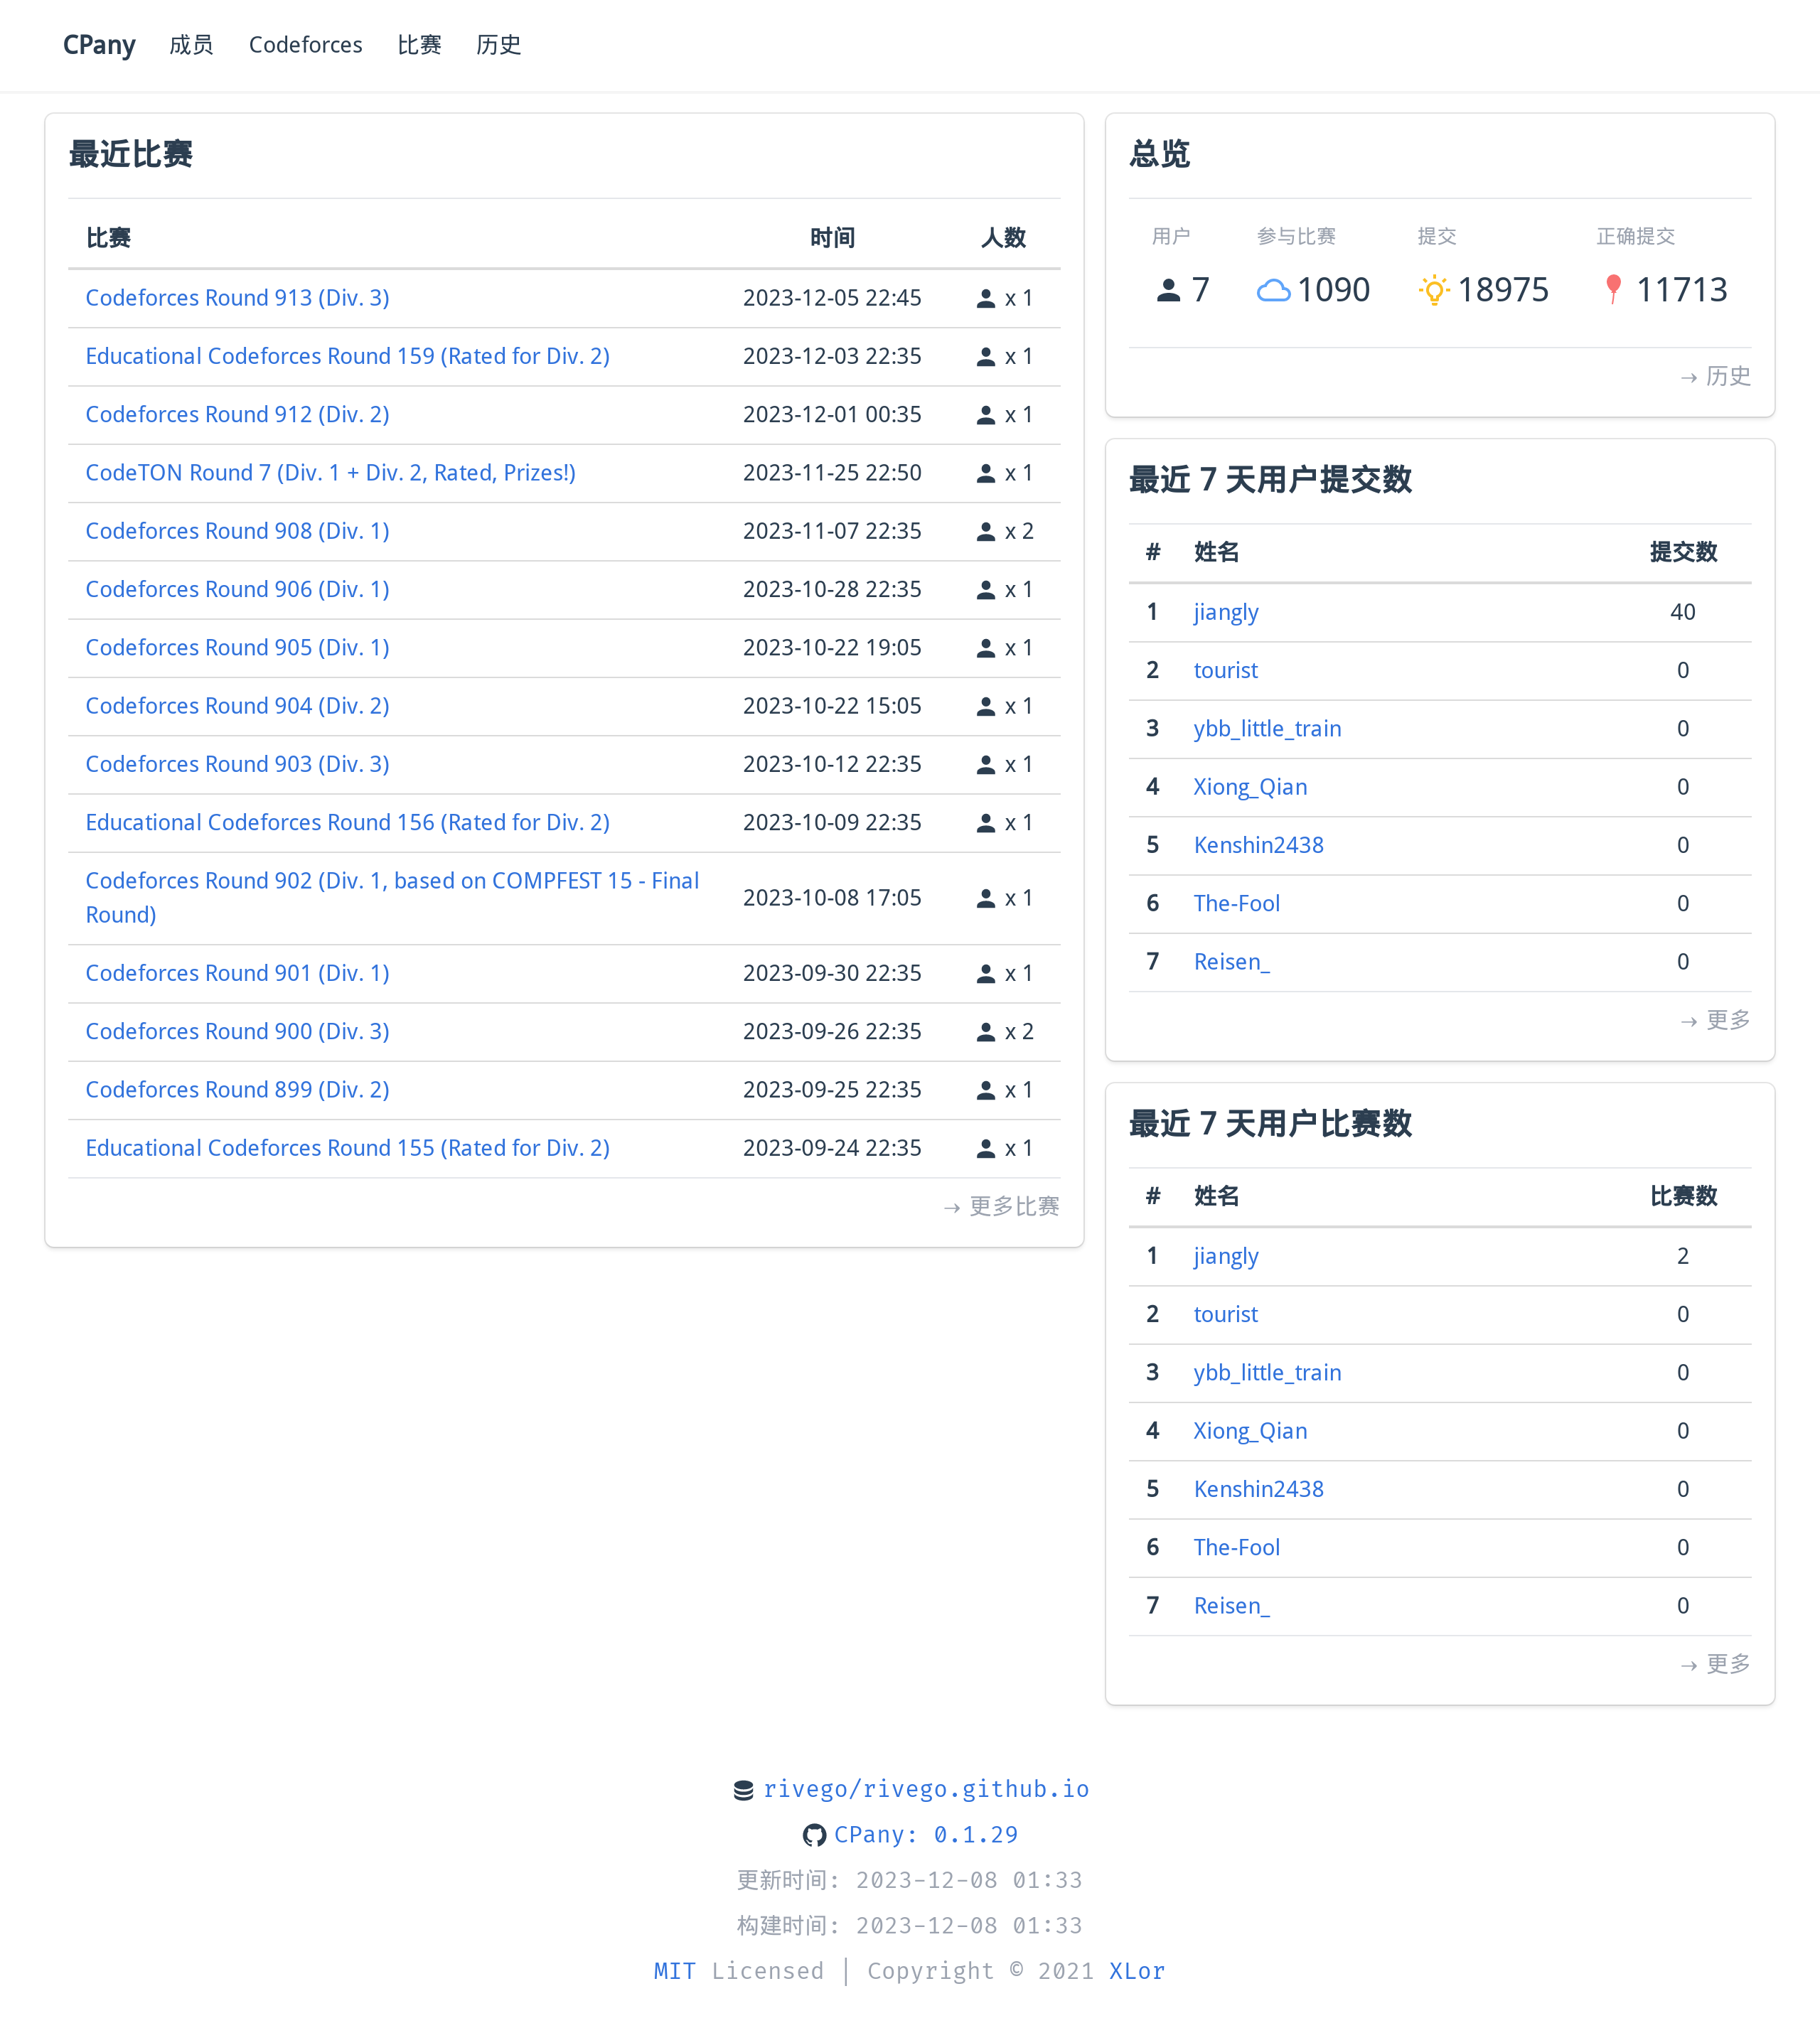 CPany 成员 Codeforces 比赛 历史
最近比赛
比赛 时间 人数
Codeforces Round 913 (Div. 3) 2023-12-05 22:45 x 1
Educational Codeforces Round 159 (Rated for Div. 2) 2023-12-03 22:35 x 1
Codeforces Round 912 (Div. 2) 2023-12-01 00:35 x 1
CodeTON Round 7 (Div. 1 + Div. 2, Rated, Prizes!) 2023-11-25 22:50 x 1
Codeforces Round 908 (Div. 1) 2023-11-07 22:35 x 2
Codeforces Round 906 (Div. 1) 2023-10-28 22:35 x 1
Codeforces Round 905 (Div. 1) 2023-10-22 19:05 x 1
Codeforces Round 904 (Div. 2) 2023-10-22 15:05 x 1
Codeforces Round 903 (Div. 3) 2023-10-12 22:35 x 1
Educational Codeforces Round 156 (Rated for Div. 2) 2023-10-09 22:35 x 1
Codeforces Round 902 (Div. 1, based on COMPFEST 15 - Final
Round) 2023-10-08 17:05 x 1
Codeforces Round 901 (Div. 1) 2023-09-30 22:35 x 1
Codeforces Round 900 (Div. 3) 2023-09-26 22:35 x 2
Codeforces Round 899 (Div. 2) 2023-09-25 22:35 x 1
Educational Codeforces Round 155 (Rated for Div. 2) 2023-09-24 22:35 x 1
→ 更多比赛
总览
用户 参与比赛 提交 正确提交
7 1090 18975 11713
→ 历史
最近 7 天用户提交数
# 姓名 提交数
1 jiangly 40
2 tourist 0
3 ybb_little_train 0
4 Xiong_Qian 0
5 Kenshin2438 0
6 The-Fool 0
7 Reisen_ 0
→ 更多
最近 7 天用户比赛数
# 姓名 比赛数
1 jiangly 2
2 tourist 0
3 ybb_little_train 0
4 Xiong_Qian 0
5 Kenshin2438 0
6 The-Fool 0
7 Reisen_ 0
→ 更多
rivego/rivego.github.io
CPany: 0.1.29
更新时间: 2023-12-08 01:33
构建时间: 2023-12-08 01:33
MIT Licensed | Copyright © 2021 XLor